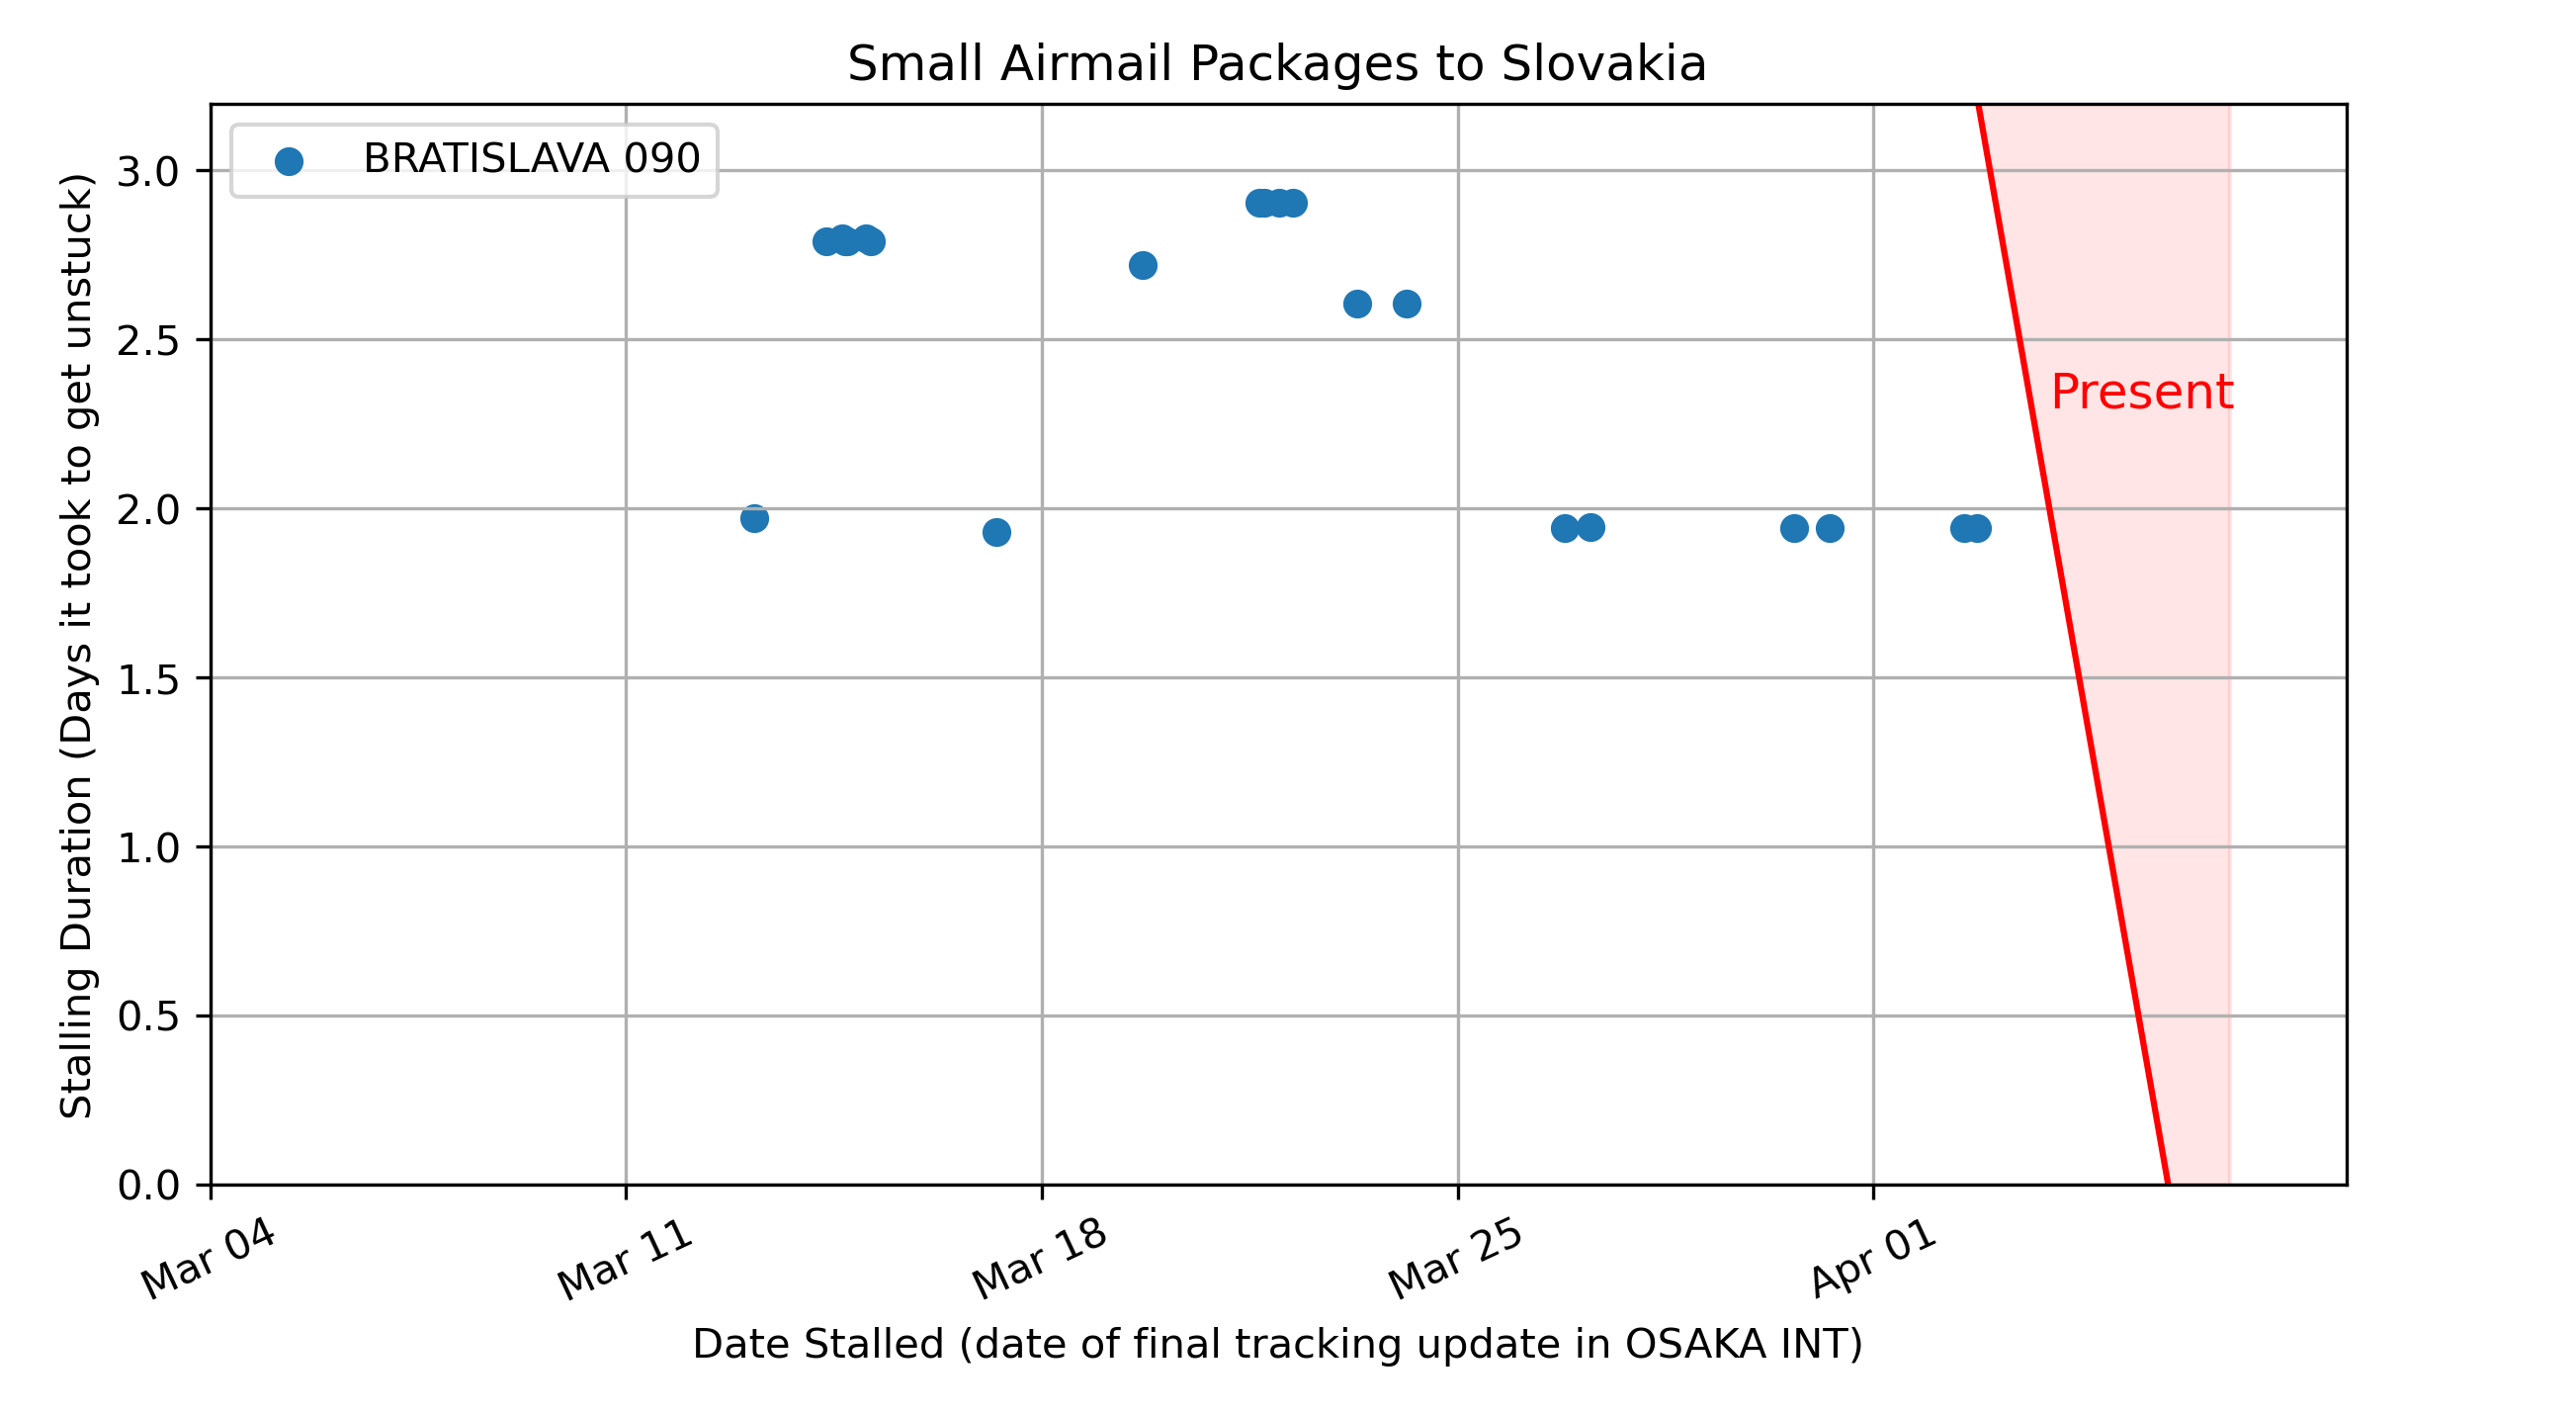 Small Airmail Packages to Slovakia
BRATISLAVA 090
Stalling Duration (Days it took to get unstuck)
3.0
2.5
2.0
1.5
1.0
0.5
0.0
Present
Mar 04
Mar 11
Mar 18
Mar 25
Apr 01
Date Stalled (date of final tracking update in OSAKA INT)